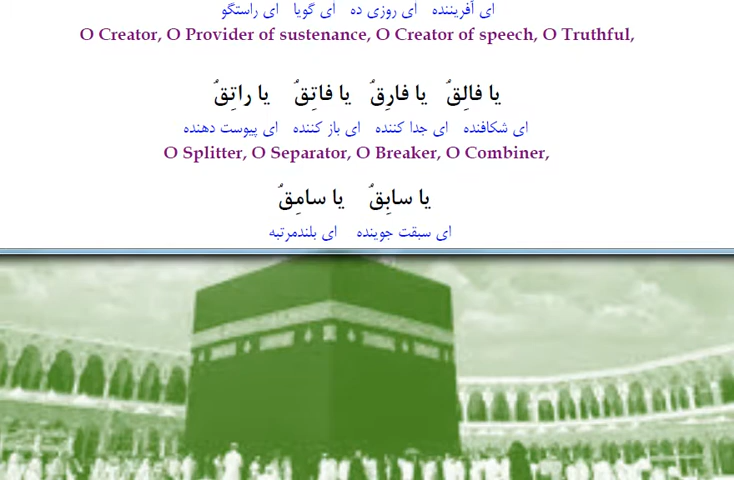 ای آفریننده ای روزی ده ای گویا ای راستگو
O Creator, O Provider of sustenance, O Creator of speech, O Truthful,
یا فالِقُ یا فارِقُ یا فاتِقُ یا راتِقُ
ای شکافنده ای جدا کننده ای باز کننده ای پیوست دهنده
O Splitter, O Separator, O Breaker, O Combiner,
یا سابِقُ یا سامِقُ
ای سبقت جوینده ای بلندمرتبه